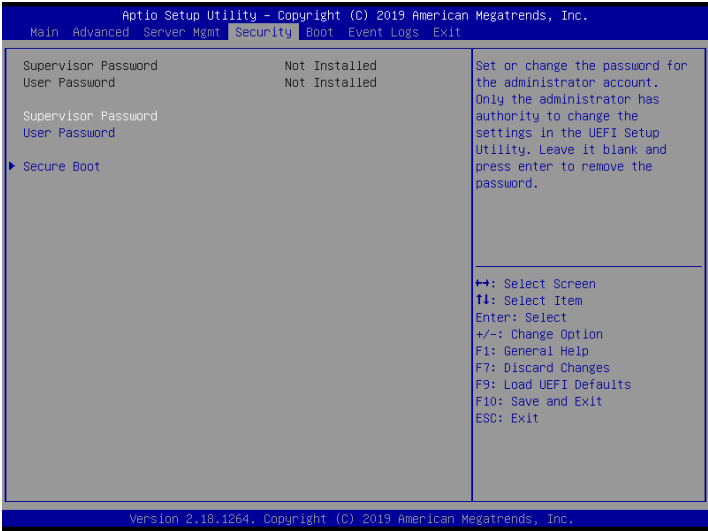 Aptio Setup Utility – Copyright (C) 2019 American Megatrends, Inc.
Main Advanced Server Mgmt Security Boot Event Logs Exit
Supervisor Password Not Installed
User Password Not Installed
Supervisor Password
User Password
► Secure Boot
Set or change the password for
the administrator account.
Only the administrator has
authority to change the
settings in the UEFI Setup
Utility. Leave it blank and
press enter to remove the
password.
↔: Select Screen
↑↓: Select Item
Enter: Select
+/-: Change Option
F1: General Help
F7: Discard Changes
F9: Load UEFI Defaults
F10: Save and Exit
ESC: Exit
Version 2.18.1264. Copyright (C) 2019 American Megatrends, Inc.